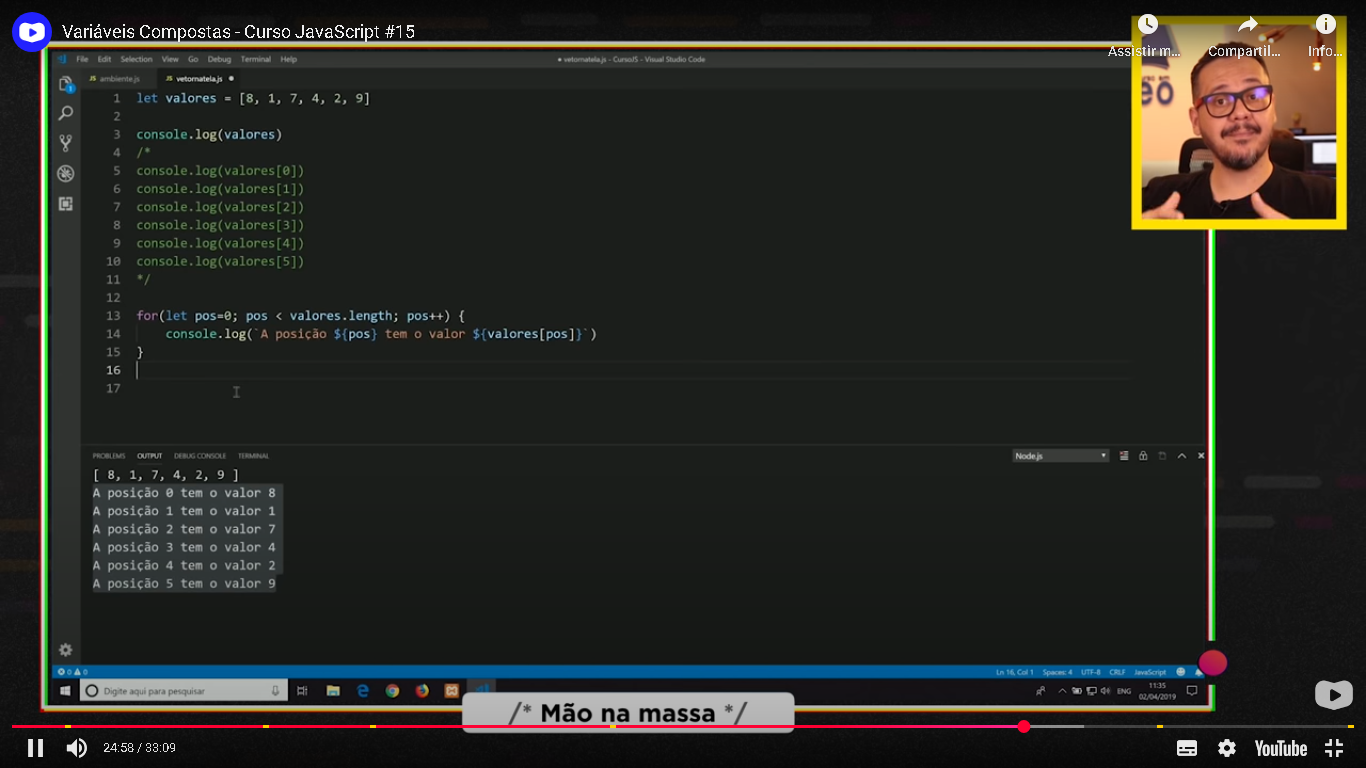 Variáveis Compostas - Curso JavaScript #15
Assistir m...
Compartil...
Info...
File Edit Selection View Go Debug Terminal Help
● vetornatela.js - CursoJS - Visual Studio Code
JS ambiente.js
JS vetornatela.js ●
1 let valores = [8, 1, 7, 4, 2, 9]
2
3 console.log(valores)
4 /*
5 console.log(valores[0])
6 console.log(valores[1])
7 console.log(valores[2])
8 console.log(valores[3])
9 console.log(valores[4])
10 console.log(valores[5])
11 */
12
13 for(let pos=0; pos < valores.length; pos++) {
14 console.log(`A posição ${pos} tem o valor ${valores[pos]}`)
15 }
16
17
PROBLEMS OUTPUT DEBUG CONSOLE TERMINAL
Node.js
[ 8, 1, 7, 4, 2, 9 ]
A posição 0 tem o valor 8
A posição 1 tem o valor 1
A posição 2 tem o valor 7
A posição 3 tem o valor 4
A posição 4 tem o valor 2
A posição 5 tem o valor 9
0 0
Ln 16, Col 1 Spaces: 4 UTF-8 CRLF JavaScript
Digite aqui para pesquisar
ENG
11:35
02/04/2019
/* Mão na massa */
24:58 / 33:09
YouTube